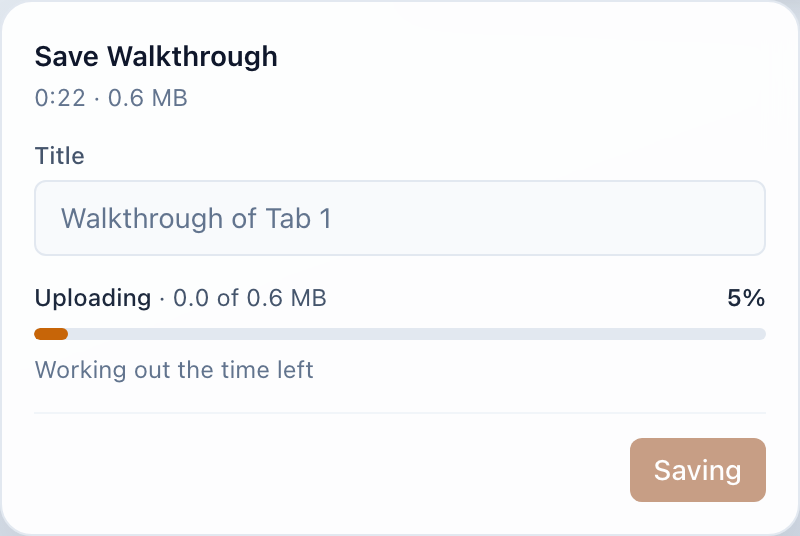 Save Walkthrough
0:22 · 0.6 MB
Title
Walkthrough of Tab 1
Uploading · 0.0 of 0.6 MB 5%
Working out the time left
Saving